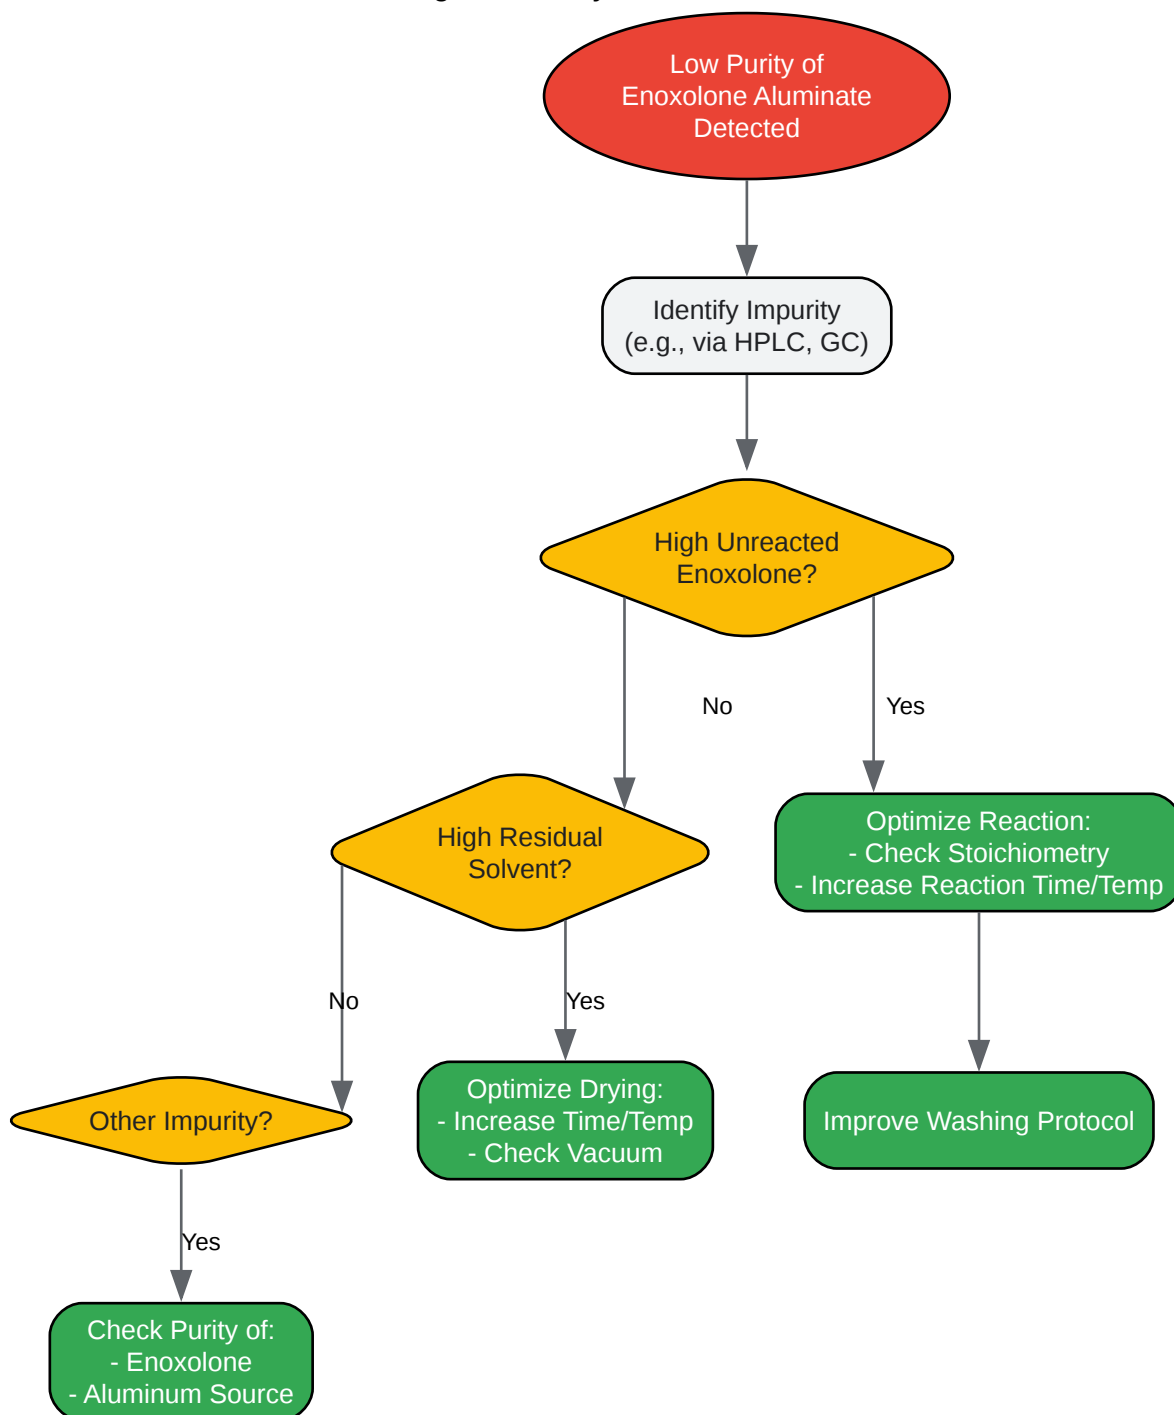 Low Purity of
Enoxolone Aluminate
Detected
Identify Impurity
(e.g., via HPLC, GC)
High Unreacted
Enoxolone?
No
Yes
High Residual
Solvent?
Optimize Reaction:
- Check Stoichiometry
- Increase Reaction Time/Temp
No
Yes
Other Impurity?
Optimize Drying:
- Increase Time/Temp
- Check Vacuum
Improve Washing Protocol
Yes
Check Purity of:
- Enoxolone
- Aluminum Source